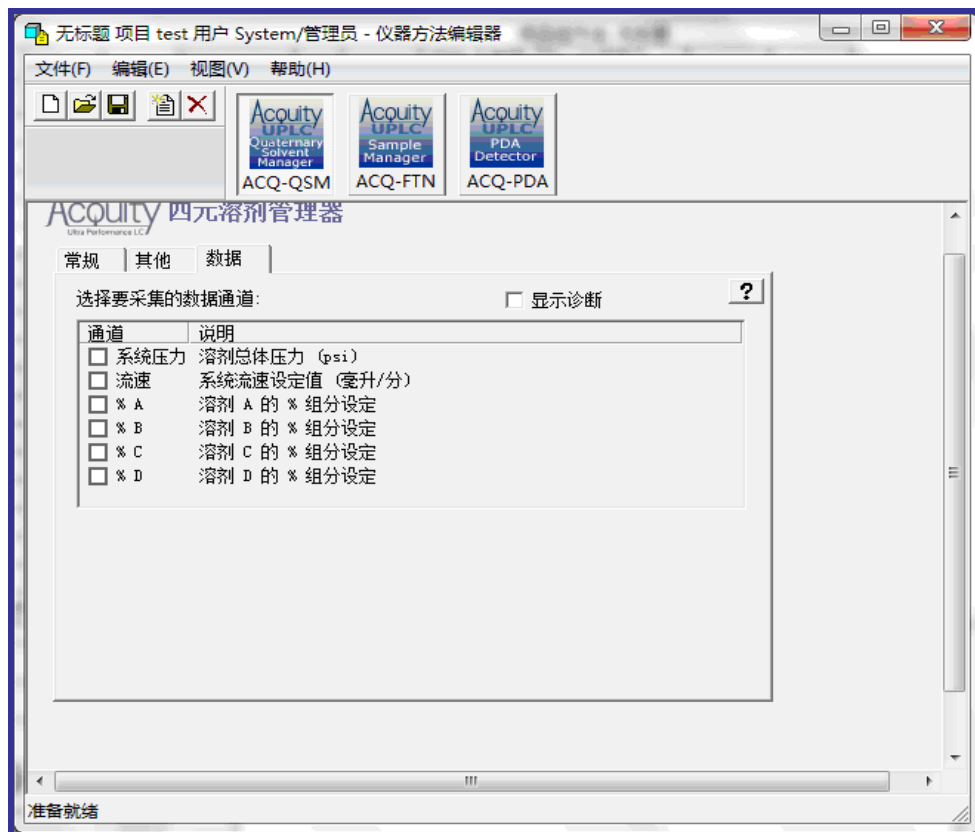 无标题 项目 test 用户 System/管理员 - 仪器方法编辑器
文件(F) 编辑(E) 视图(V) 帮助(H)
Acquity
UPLC
Quaternary
Solvent
Manager
ACQ-QSM
Acquity
UPLC
Sample
Manager
ACQ-FTN
Acquity
UPLC
PDA
Detector
ACQ-PDA
Acquity 四元溶剂管理器
Ultra Performance LC
常规 其他 数据
选择要采集的数据通道: 显示诊断 ?
通道 说明
系统压力 溶剂总体压力 (psi)
流速 系统流速设定值 (毫升/分)
% A 溶剂 A 的 % 组分设定
% B 溶剂 B 的 % 组分设定
% C 溶剂 C 的 % 组分设定
% D 溶剂 D 的 % 组分设定
准备就绪